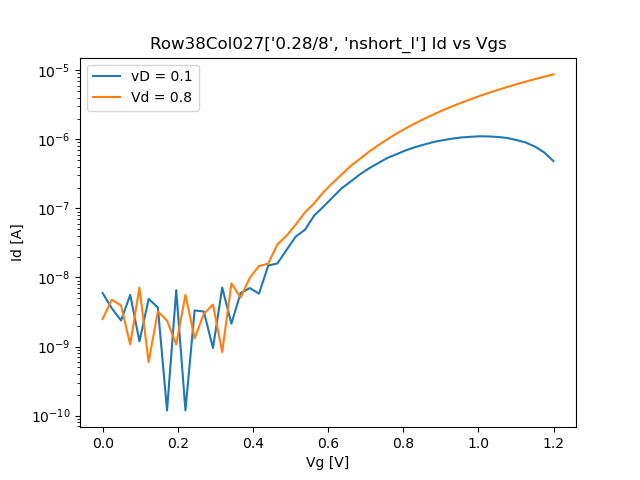 Row38Col027['0.28/8', 'nshort_l'] Id vs Vgs
vD = 0.1
Vd = 0.8
Id [A]
10⁻⁵
10⁻⁶
10⁻⁷
10⁻⁸
10⁻⁹
10⁻¹⁰
0.0 0.2 0.4 0.6 0.8 1.0 1.2
Vg [V]